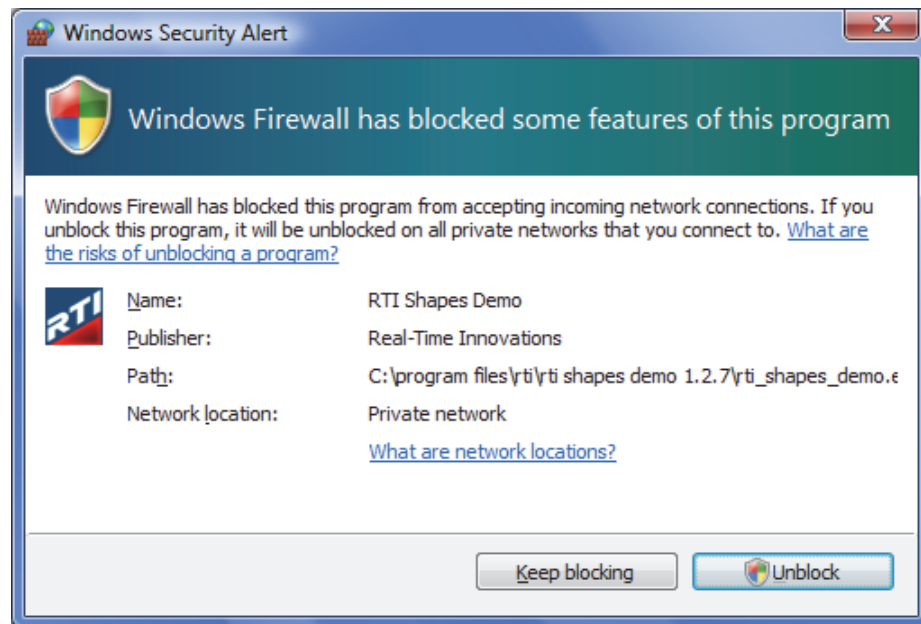 Windows Security Alert
Windows Firewall has blocked some features of this program
Windows Firewall has blocked this program from accepting incoming network connections. If you
unblock this program, it will be unblocked on all private networks that you connect to. What are
the risks of unblocking a program?
RTI
Name: RTI Shapes Demo
Publisher: Real-Time Innovations
Path: C:\program files\rti\rti shapes demo 1.2.7\rti_shapes_demo.e
Network location: Private network
What are network locations?
Keep blocking Unblock